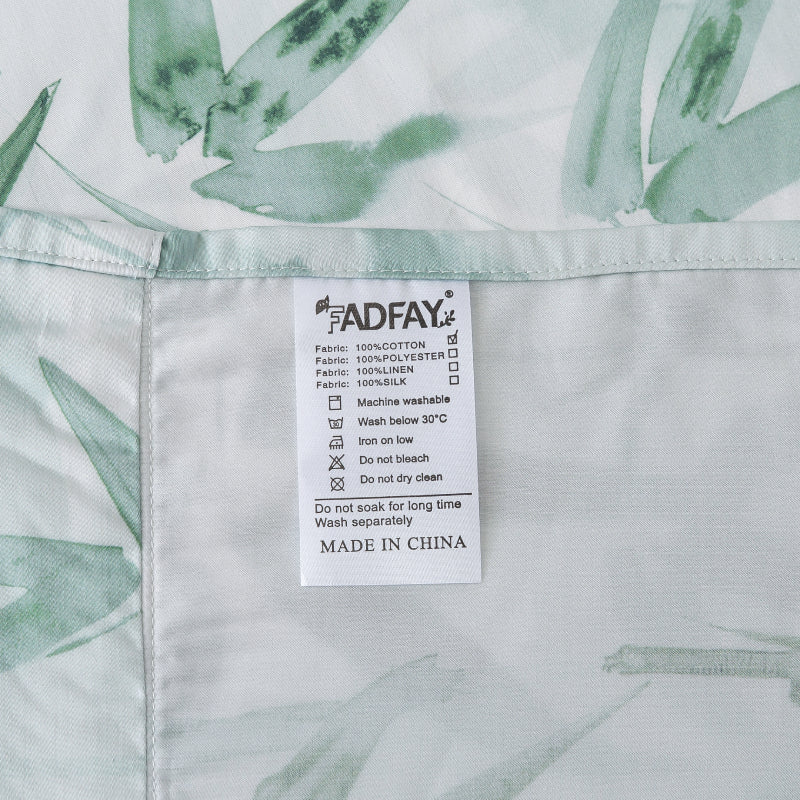 FADFAY®
Fabric: 100%COTTON
Fabric: 100%POLYESTER
Fabric: 100%LINEN
Fabric: 100%SILK
Machine washable
30 Wash below 30°C
Iron on low
Do not bleach
Do not dry clean
Do not soak for long time
Wash separately
MADE IN CHINA